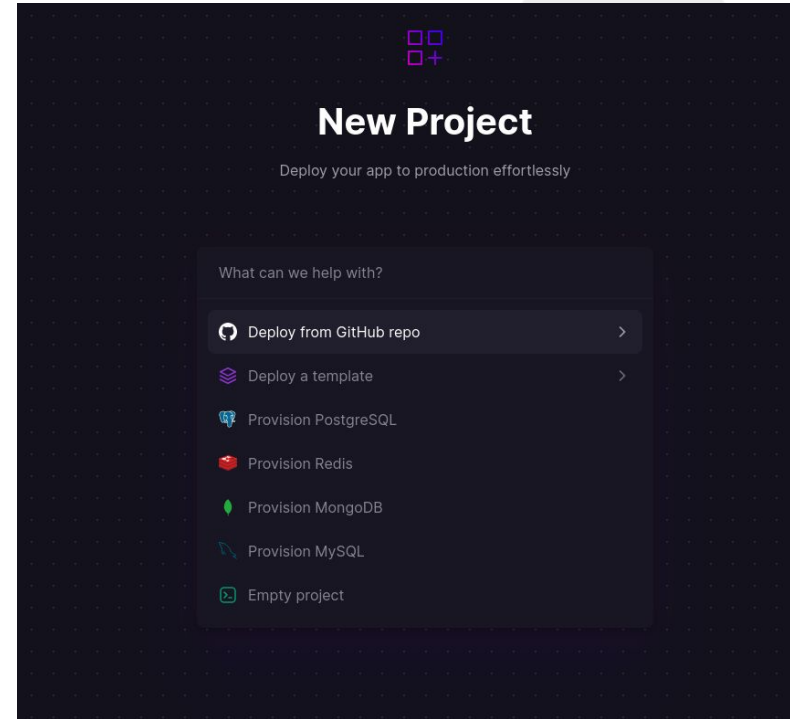 New Project
Deploy your app to production effortlessly
What can we help with?
Deploy from GitHub repo
Deploy a template
Provision PostgreSQL
Provision Redis
Provision MongoDB
Provision MySQL
Empty project